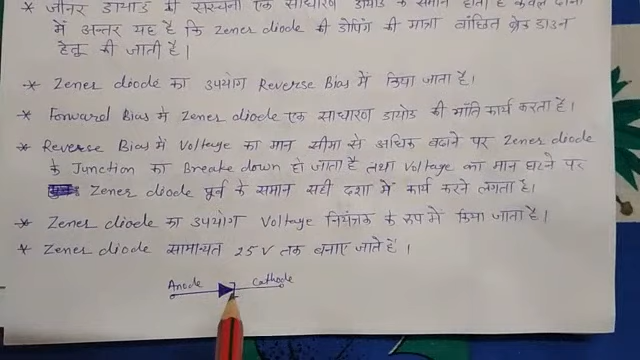 * जीनर डायोड की संरचना एक साधारण डायोड के समान होता है केवल दोनो
में अन्तर यह है कि Zener diode की डोपिंग की मात्रा वांछित ब्रेक डाउन
हेतू की जाती है।
* Zener diode का उपयोग Reverse Bias में किया जाता है।
* Forward Bias मे Zener diode एक साधारण डायोड की भाँति कार्य करता है।
* Reverse Bias में Voltage का मान सीमा से अधिक बढाने पर Zener diode
के Junction का Breakedown हो जाता है तथा Voltage का मान घटने पर
Zener diode पूर्व के समान सही दशा में कार्य करने लगता है।
* Zener diode का उपयोग Voltage नियंत्रक के रूप में किया जाता है।
* Zener diode सामान्यत 25V तक बनाए जाते है।
Anode Cathode